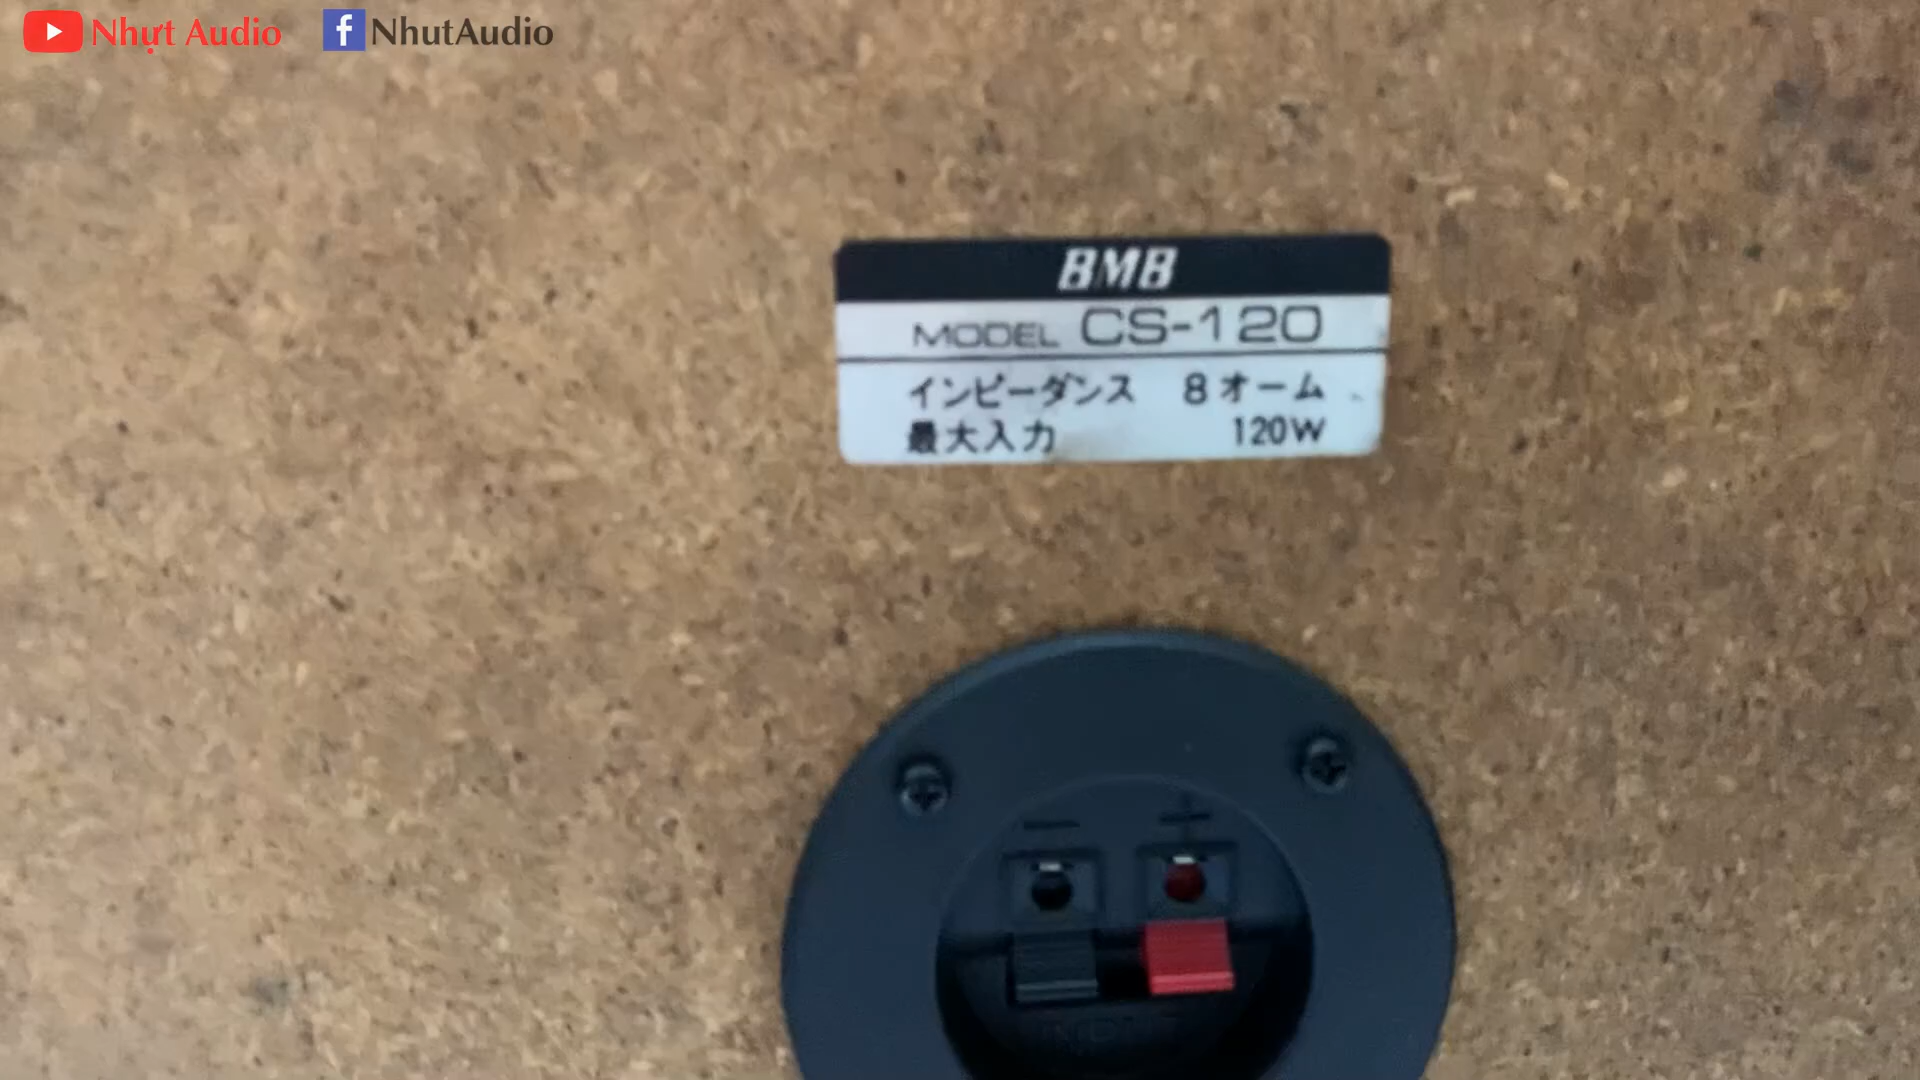 Nhựt Audio
NhutAudio
BMB
MODEL CS-120
インピーダンス 8オーム
最大入力 120W
− +
INPUT